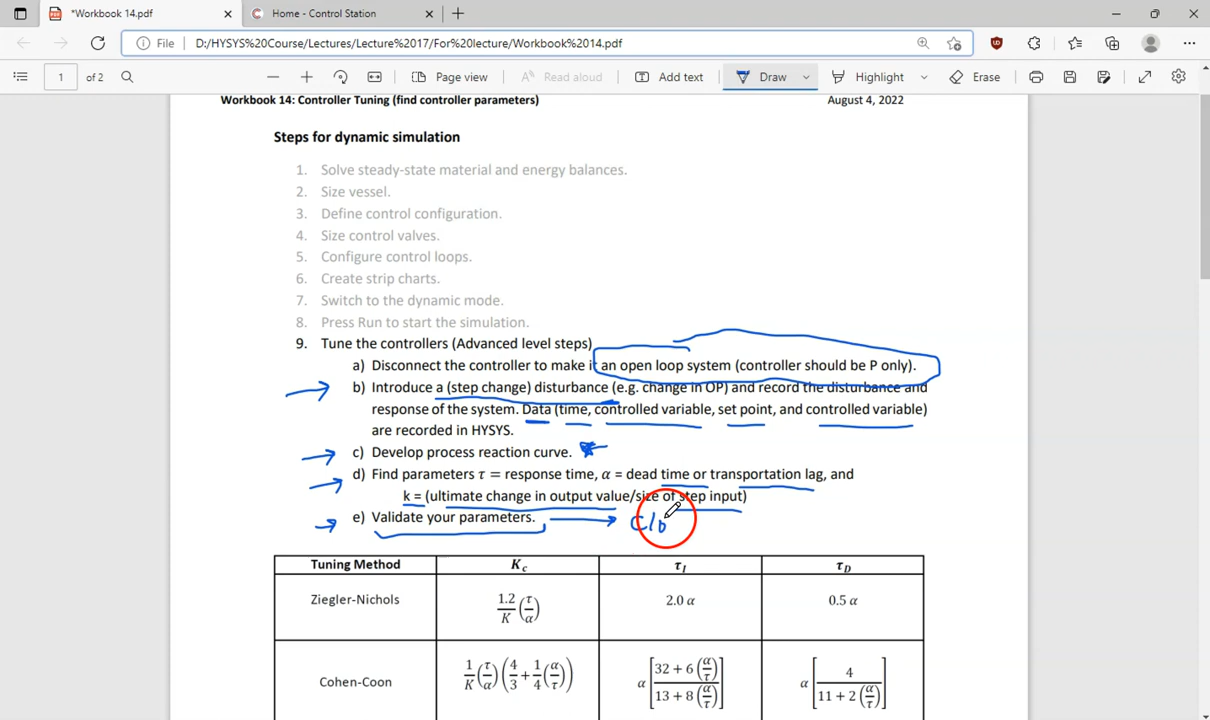 *Workbook 14.pdf
Home - Control Station
File D:/HYSYS%20Course/Lectures/Lecture%2017/For%20lecture/Workbook%2014.pdf
1 of 2
Page view
Read aloud
Add text
Draw
Highlight
Erase
Workbook 14: Controller Tuning (find controller parameters) August 4, 2022
Steps for dynamic simulation
1. Solve steady-state material and energy balances.
2. Size vessel.
3. Define control configuration.
4. Size control valves.
5. Configure control loops.
6. Create strip charts.
7. Switch to the dynamic mode.
8. Press Run to start the simulation.
9. Tune the controllers (Advanced level steps)
a) Disconnect the controller to make it an open loop system (controller should be P only).
b) Introduce a (step change) disturbance (e.g. change in OP) and record the disturbance and
response of the system. Data (time, controlled variable, set point, and controlled variable)
are recorded in HYSYS.
c) Develop process reaction curve.
d) Find parameters τ = response time, α = dead time or transportation lag, and
k = (ultimate change in output value/size of step input)
e) Validate your parameters. Clo
Tuning Method K_c τ_I τ_D
Ziegler-Nichols 1.2/K (τ/α) 2.0 α 0.5 α
Cohen-Coon 1/K (τ/α) (4/3 + 1/4 (α/τ)) α [32 + 6 (α/τ) / 13 + 8 (α/τ)] α [4 / 11 + 2 (α/τ)]